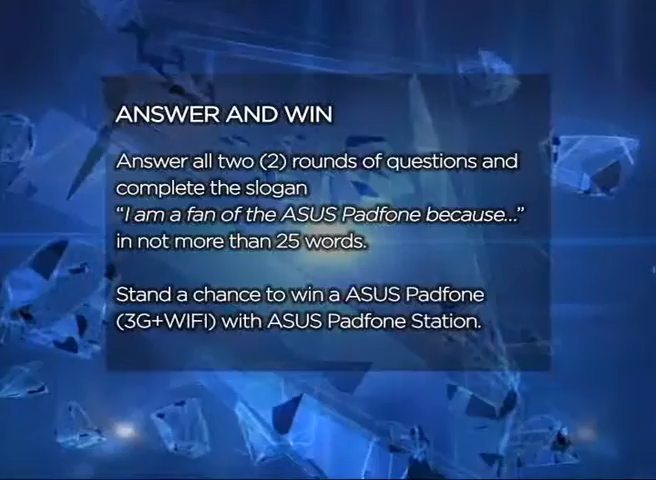 ANSWER AND WIN
Answer all two (2) rounds of questions and
complete the slogan
“I am a fan of the ASUS Padfone because...”
in not more than 25 words.
Stand a chance to win a ASUS Padfone
(3G+WIFI) with ASUS Padfone Station.